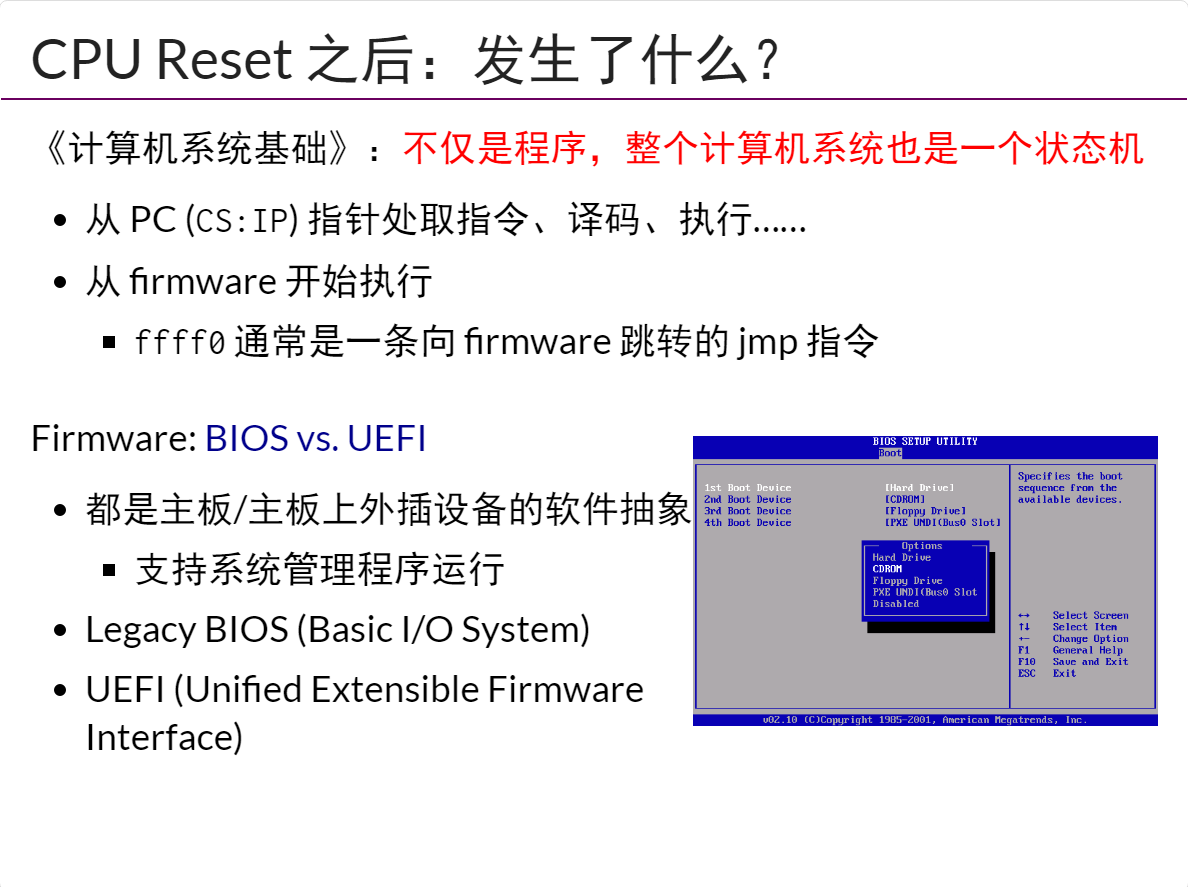 CPU Reset 之后：发生了什么？
《计算机系统基础》：不仅是程序，整个计算机系统也是一个状态机
从 PC (CS:IP) 指针处取指令、译码、执行……
从 firmware 开始执行
ffff0 通常是一条向 firmware 跳转的 jmp 指令
Firmware: BIOS vs. UEFI
都是主板/主板上外插设备的软件抽象
支持系统管理程序运行
Legacy BIOS (Basic I/O System)
UEFI (Unified Extensible Firmware
Interface)
BIOS SETUP UTILITY
Boot
1st Boot Device [Hard Drive]
2nd Boot Device [CDROM]
3rd Boot Device [Floppy Drive]
4th Boot Device [PXE UNDI(Bus0 Slot]
Options
Hard Drive
CDROM
Floppy Drive
PXE UNDI(Bus0 Slot
Disabled
Specifies the boot
sequence from the
available devices.
↔ Select Screen
↑↓ Select Item
←- Change Option
F1 General Help
F10 Save and Exit
ESC Exit
v02.10 (C)Copyright 1985-2001, American Megatrends, Inc.